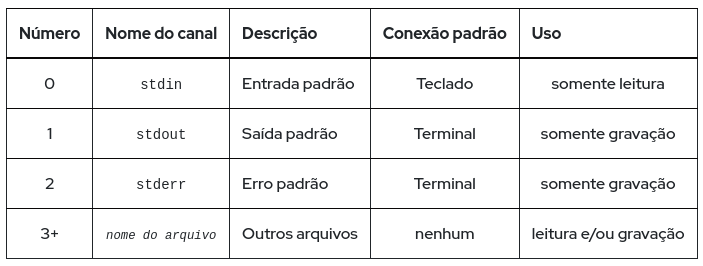 Número Nome do canal Descrição Conexão padrão Uso
0 stdin Entrada padrão Teclado somente leitura
1 stdout Saída padrão Terminal somente gravação
2 stderr Erro padrão Terminal somente gravação
3+ nome do arquivo Outros arquivos nenhum leitura e/ou gravação